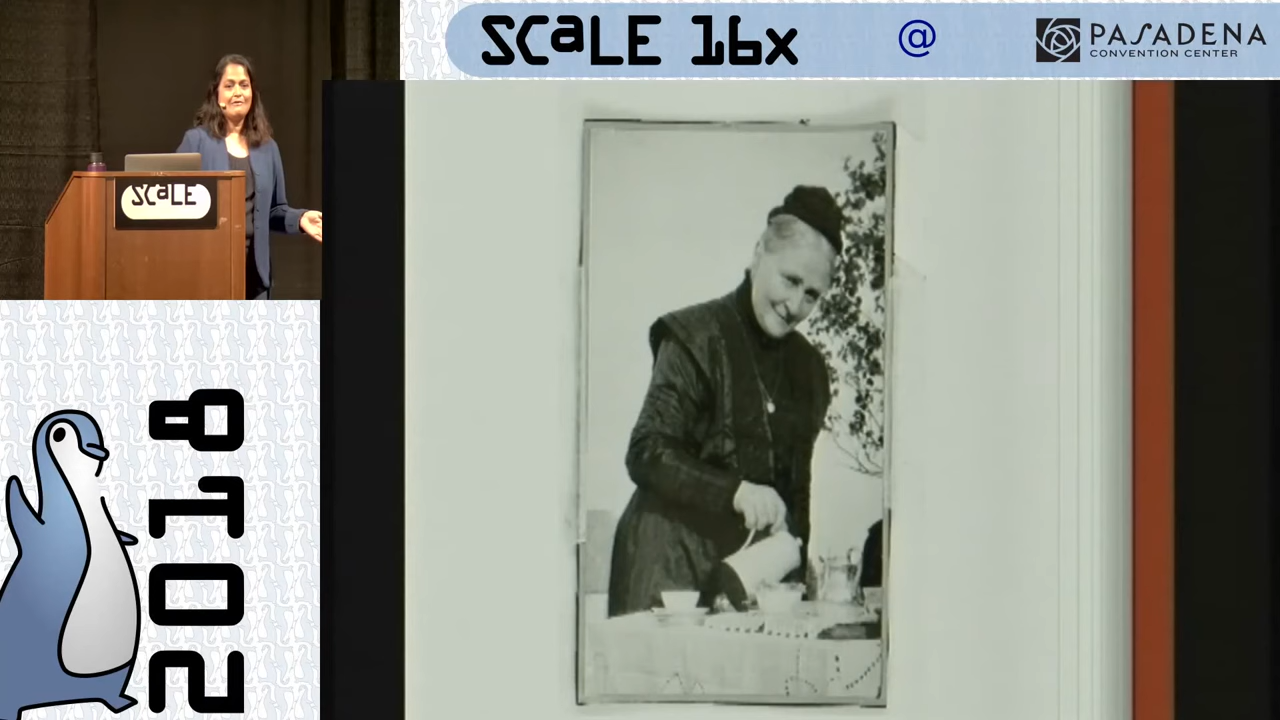 SCALE 16x
@
PASADENA
CONVENTION CENTER
SCALE
2018